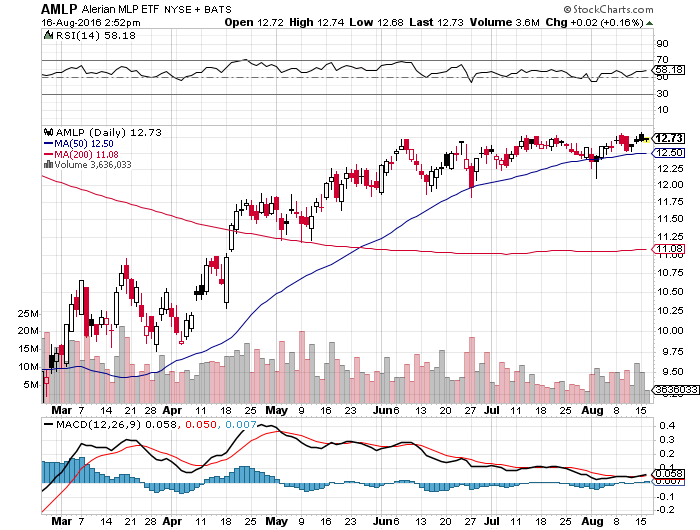 AMLP Alerian MLP ETF NYSE + BATS
© StockCharts.com
16-Aug-2016 2:52pm
Open 12.72 High 12.74 Low 12.68 Last 12.73 Volume 3.6M Chg +0.02 (+0.16%)
RSI(14) 58.18
90
70
58.18
50
30
10
AMLP (Daily) 12.73
MA(50) 12.50
MA(200) 11.08
Volume 3,636,033
12.73
12.50
12.25
12.00
11.75
11.50
11.25
11.08
11.00
10.75
10.50
10.25
10.00
9.75
9.50
9.25
25M
20M
15M
10M
5M
3636033
Mar 7 14 21 28 Apr 11 18 25 May 9 16 23 Jun 6 13 20 27 Jul 11 18 25 Aug 8 15
MACD(12,26,9) 0.058, 0.050, 0.007
0.4
0.3
0.2
0.1
0.058
0.007
-0.1
-0.2
Mar 7 14 21 28 Apr 11 18 25 May 9 16 23 Jun 6 13 20 27 Jul 11 18 25 Aug 8 15